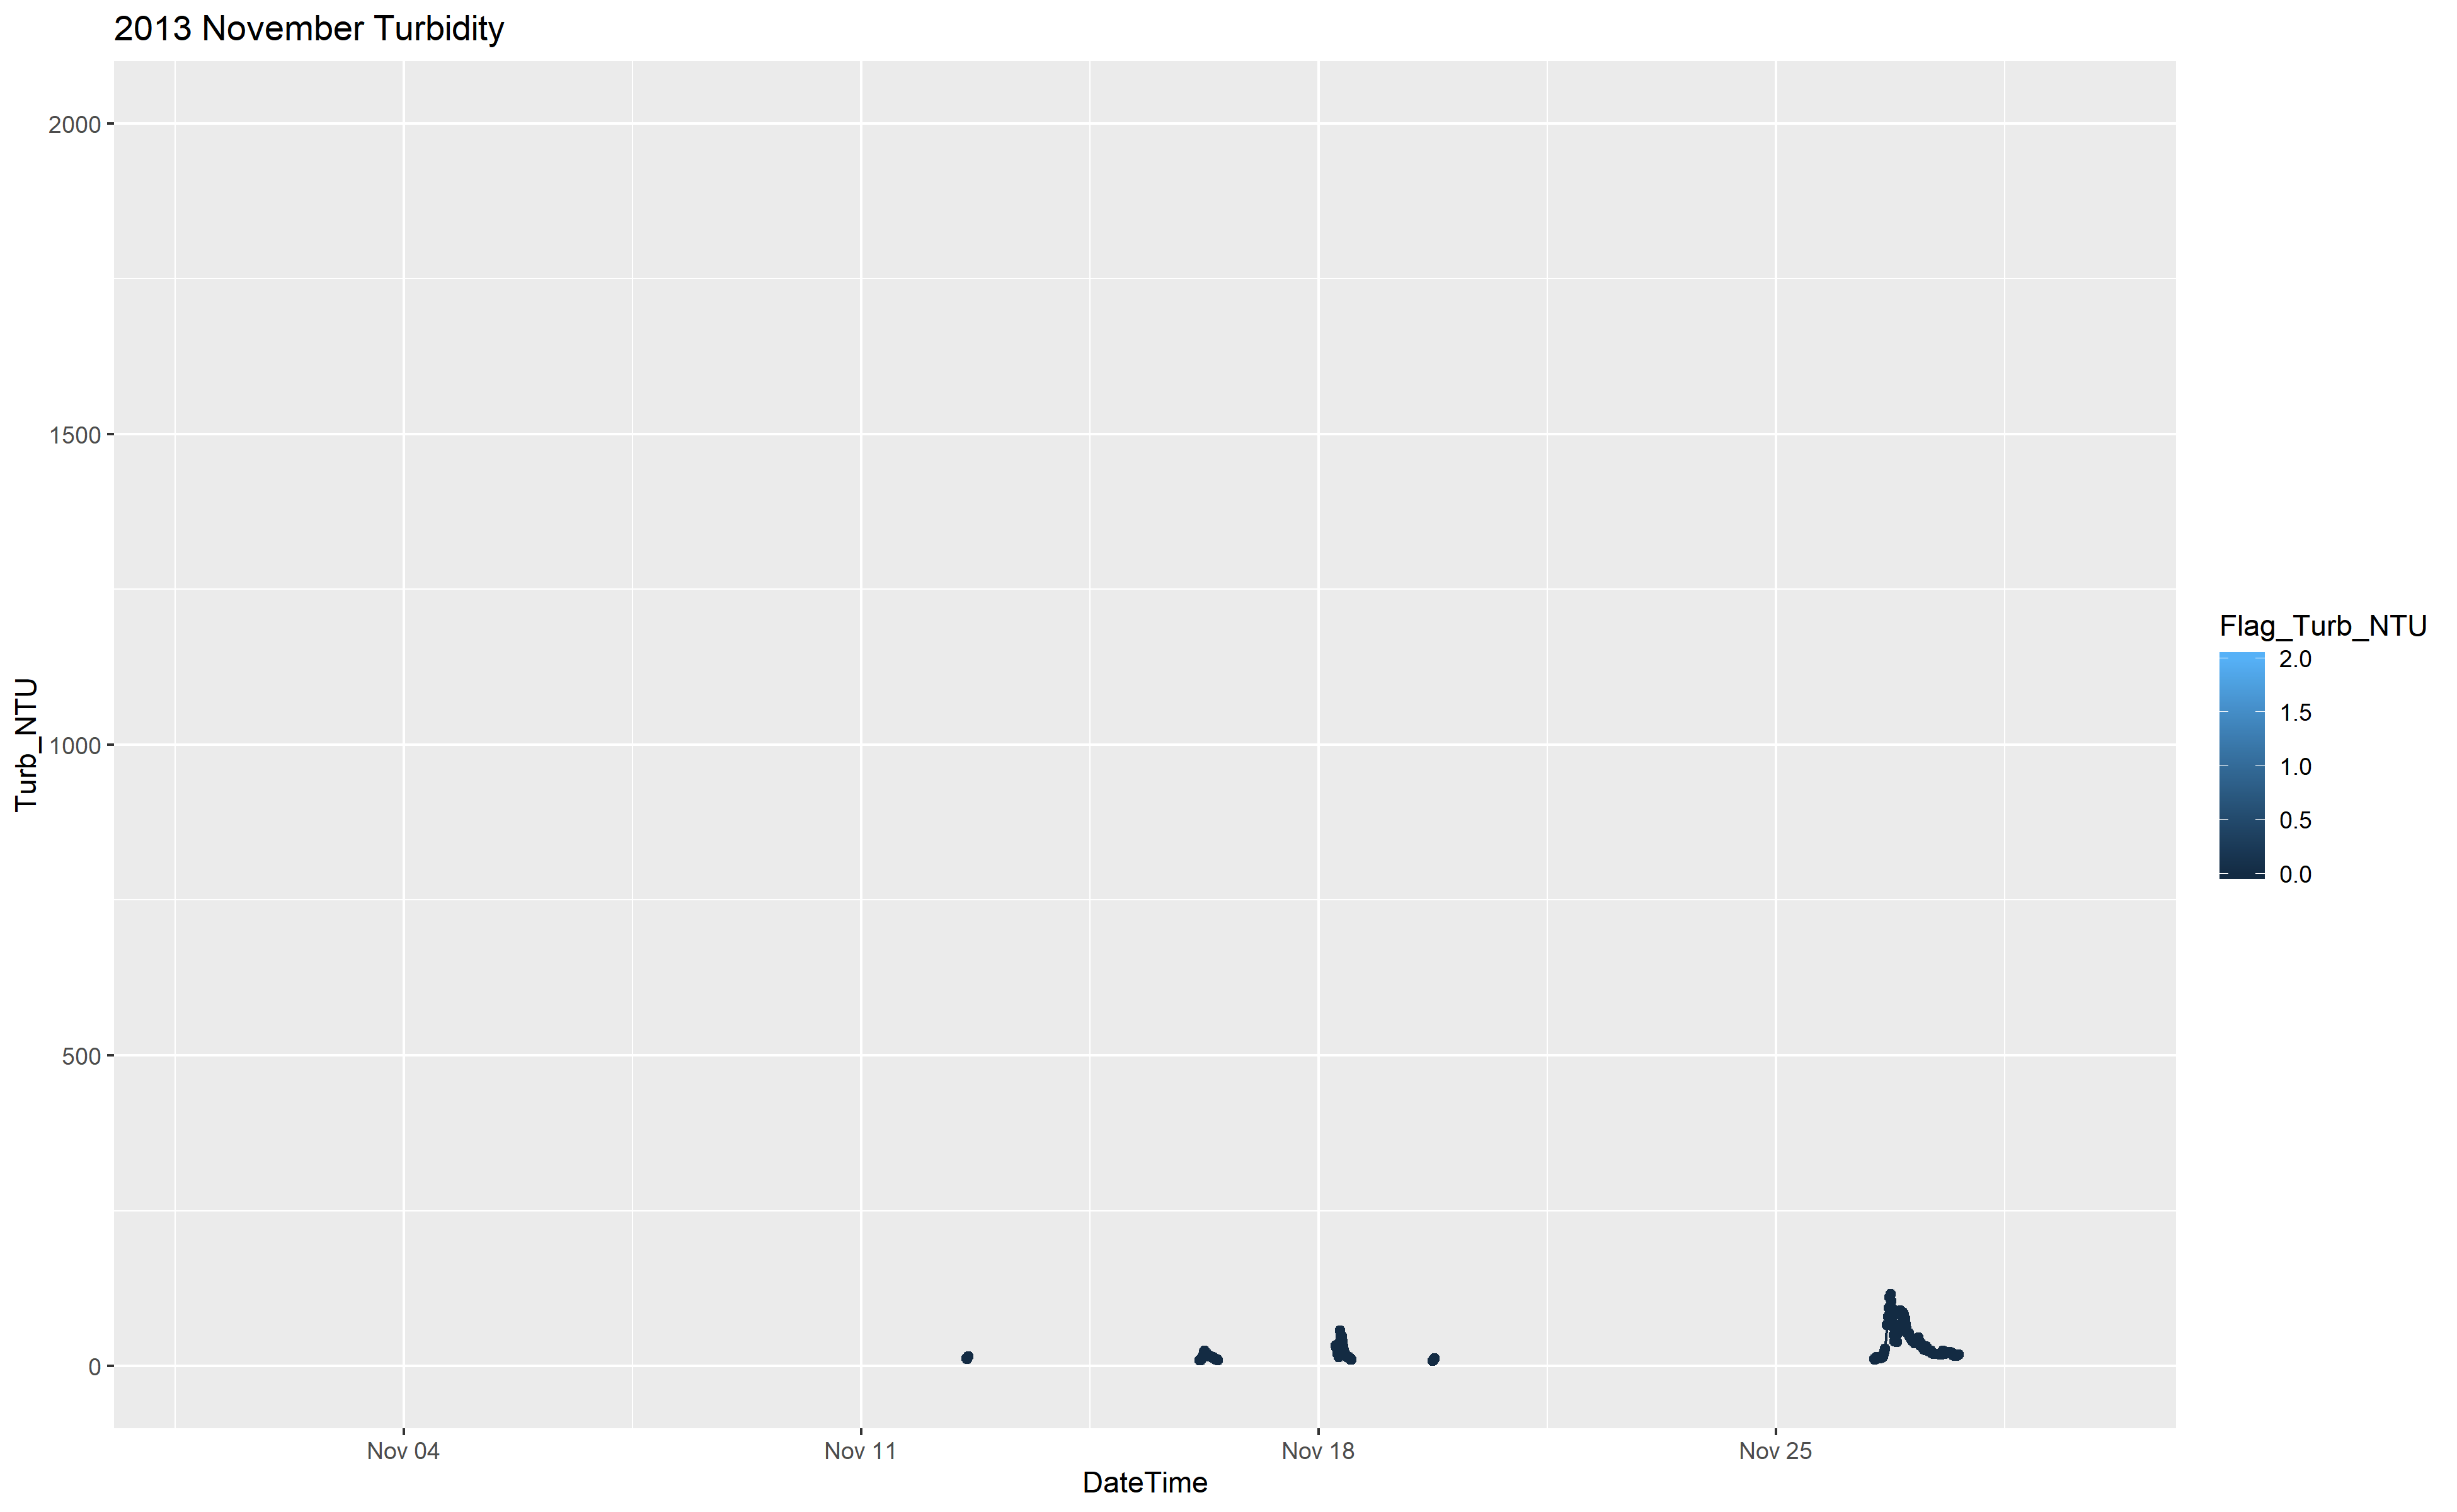 2013 November Turbidity
Turb_NTU
2000
1500
1000
500
0
Nov 04
Nov 11
Nov 18
Nov 25
DateTime
Flag_Turb_NTU
2.0
1.5
1.0
0.5
0.0